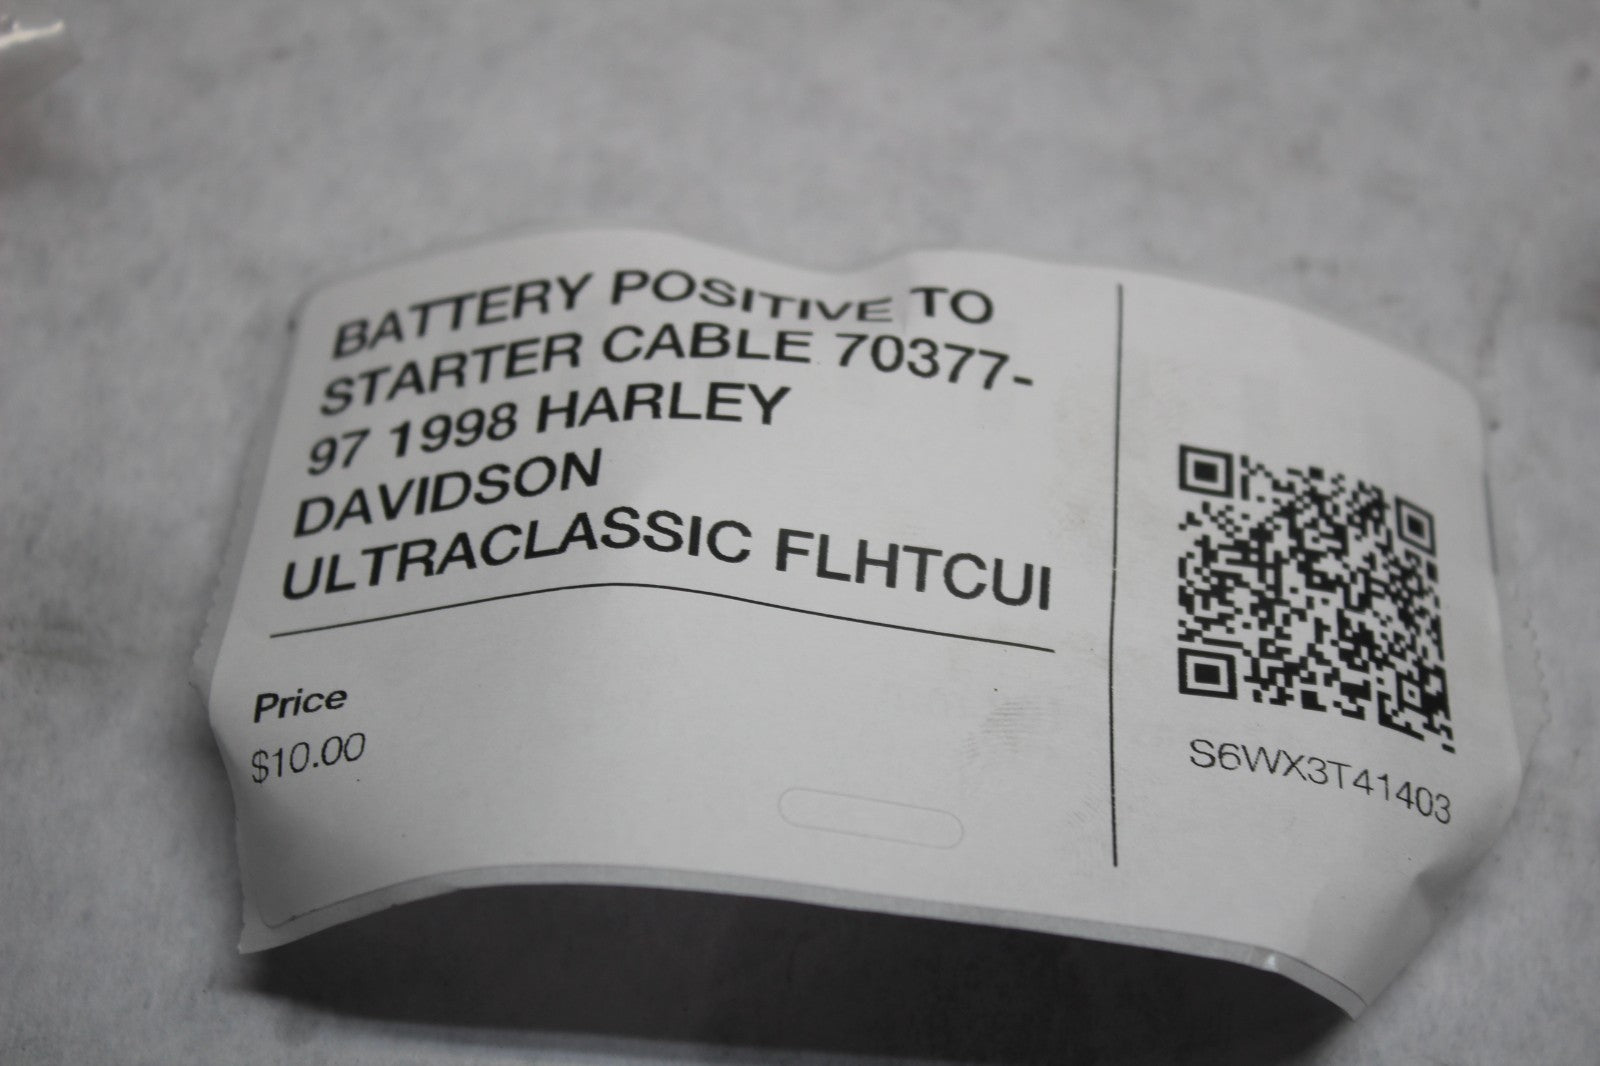 BATTERY POSITIVE TO
STARTER CABLE 70377-
97 1998 HARLEY
DAVIDSON
ULTRACLASSIC FLHTCUI
Price
$10.00
S6WX3T41403